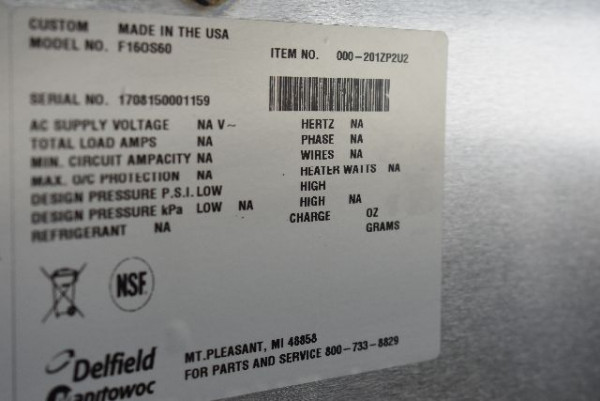 CUSTOM MADE IN THE USA
MODEL NO. F16OS60
ITEM NO. 000-201ZP2U2
SERIAL NO. 1708150001159
AC SUPPLY VOLTAGE NA V~ HERTZ NA
TOTAL LOAD AMPS NA PHASE NA
MIN. CIRCUIT AMPACITY NA WIRES NA
MAX. O/C PROTECTION NA HEATER WATTS NA
DESIGN PRESSURE P.S.I. LOW HIGH
DESIGN PRESSURE kPa LOW NA HIGH NA
REFRIGERANT NA CHARGE OZ
GRAMS
NSF
Delfield
Manitowoc
MT.PLEASANT, MI 48858
FOR PARTS AND SERVICE 800-733-8829